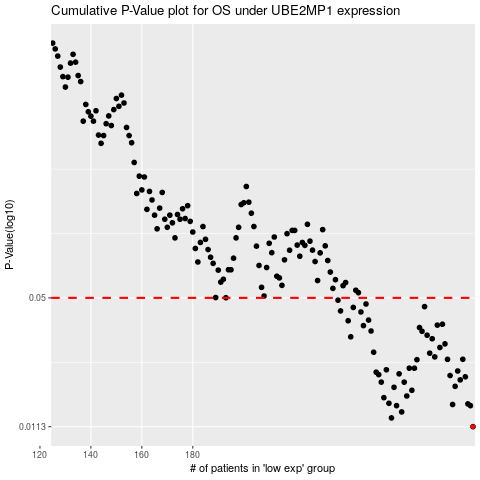 Cumulative P-Value plot for OS under UBE2MP1 expression
P-Value(log10)
0.05
0.0113
120 140 160 180
# of patients in 'low exp' group